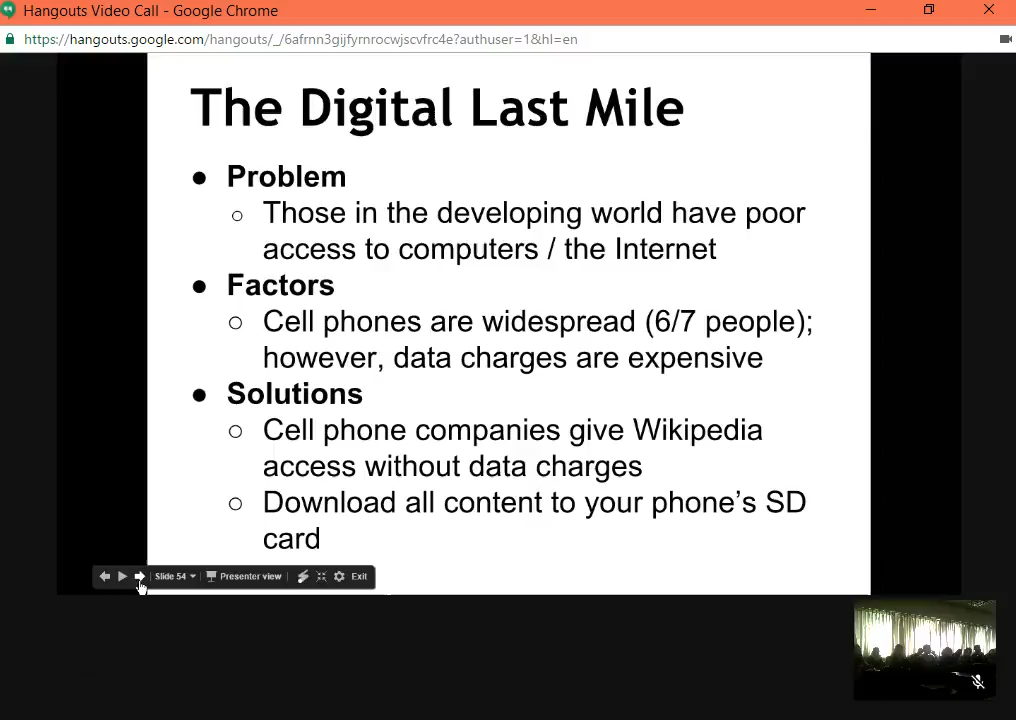 Hangouts Video Call - Google Chrome
https://hangouts.google.com/hangouts/_/6afrnn3gijfyrnrocwjscvfrc4e?authuser=1&hl=en
The Digital Last Mile
● Problem
○ Those in the developing world have poor
access to computers / the Internet
● Factors
○ Cell phones are widespread (6/7 people);
however, data charges are expensive
● Solutions
○ Cell phone companies give Wikipedia
access without data charges
○ Download all content to your phone’s SD
card
Slide 54 Presenter view Exit